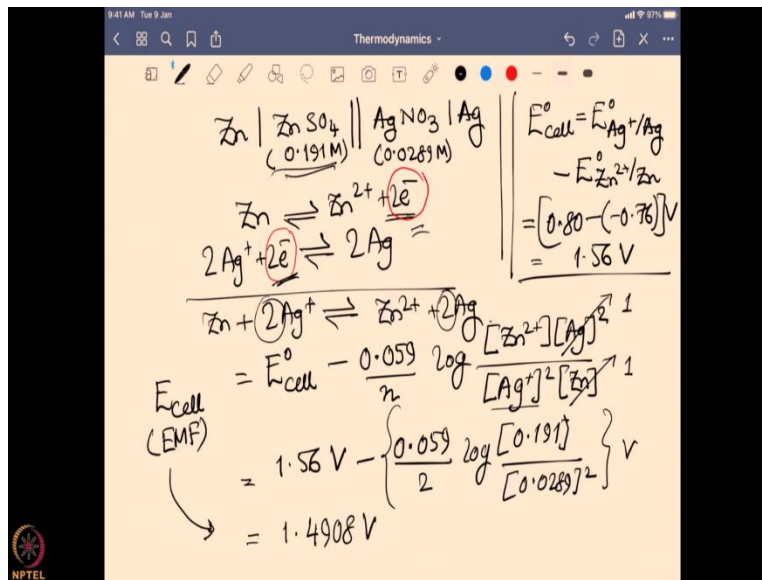 9:41 AM Tue 9 Jan
97%
Thermodynamics
Zn | ZnSO4 || AgNO3 | Ag
(0.191M) (0.0289M)
Zn ⇌ Zn²⁺ + 2e⁻
2Ag⁺ + 2e⁻ ⇌ 2Ag
Zn + 2Ag⁺ ⇌ Zn²⁺ + 2Ag
E°cell = E°Ag⁺/Ag
− E°Zn²⁺/Zn
= [0.80 − (−0.76)] V
= 1.56 V
Ecell = E°cell − 0.059/n log [Zn²⁺][Ag]²/[Ag⁺]²[Zn] 1 1
(EMF)
= 1.56 V − {0.059/2 log [0.191]/[0.0289]²} V
= 1.4908 V
NPTEL